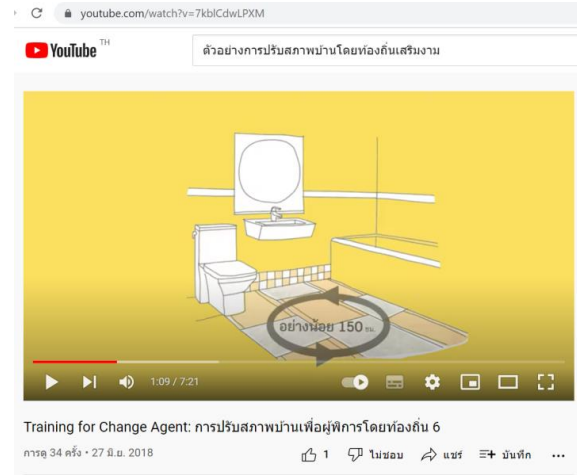 youtube.com/watch?v=7kblCdwLPXM
YouTube TH
ตัวอย่างการปรับสภาพบ้านโดยท้องถิ่นเสริมงาม
อย่างน้อย 150 ซม.
1:09 / 7:21
Training for Change Agent: การปรับสภาพบ้านเพื่อผู้พิการโดยท้องถิ่น 6
การดู 34 ครั้ง • 27 มิ.ย. 2018 1 ไม่ชอบ แชร์ บันทึก